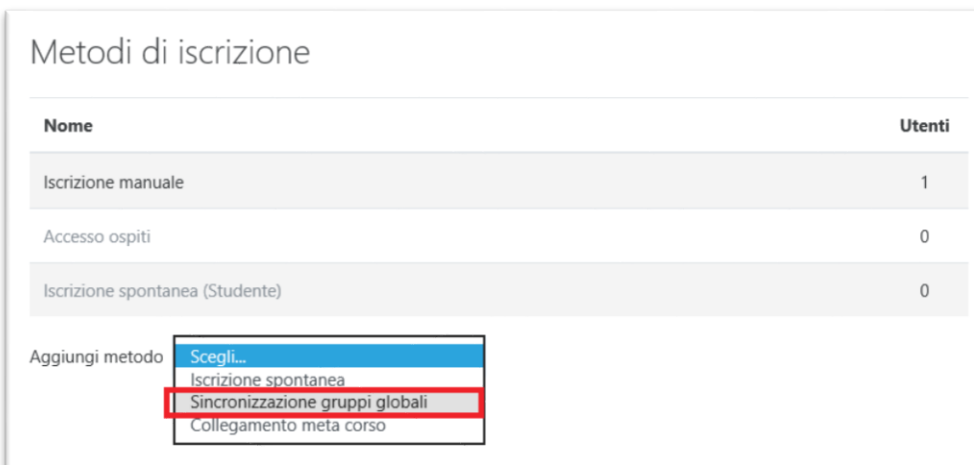 Metodi di iscrizione
Nome Utenti
Iscrizione manuale 1
Accesso ospiti 0
Iscrizione spontanea (Studente) 0
Aggiungi metodo Scegli...
Iscrizione spontanea
Sincronizzazione gruppi globali
Collegamento meta corso